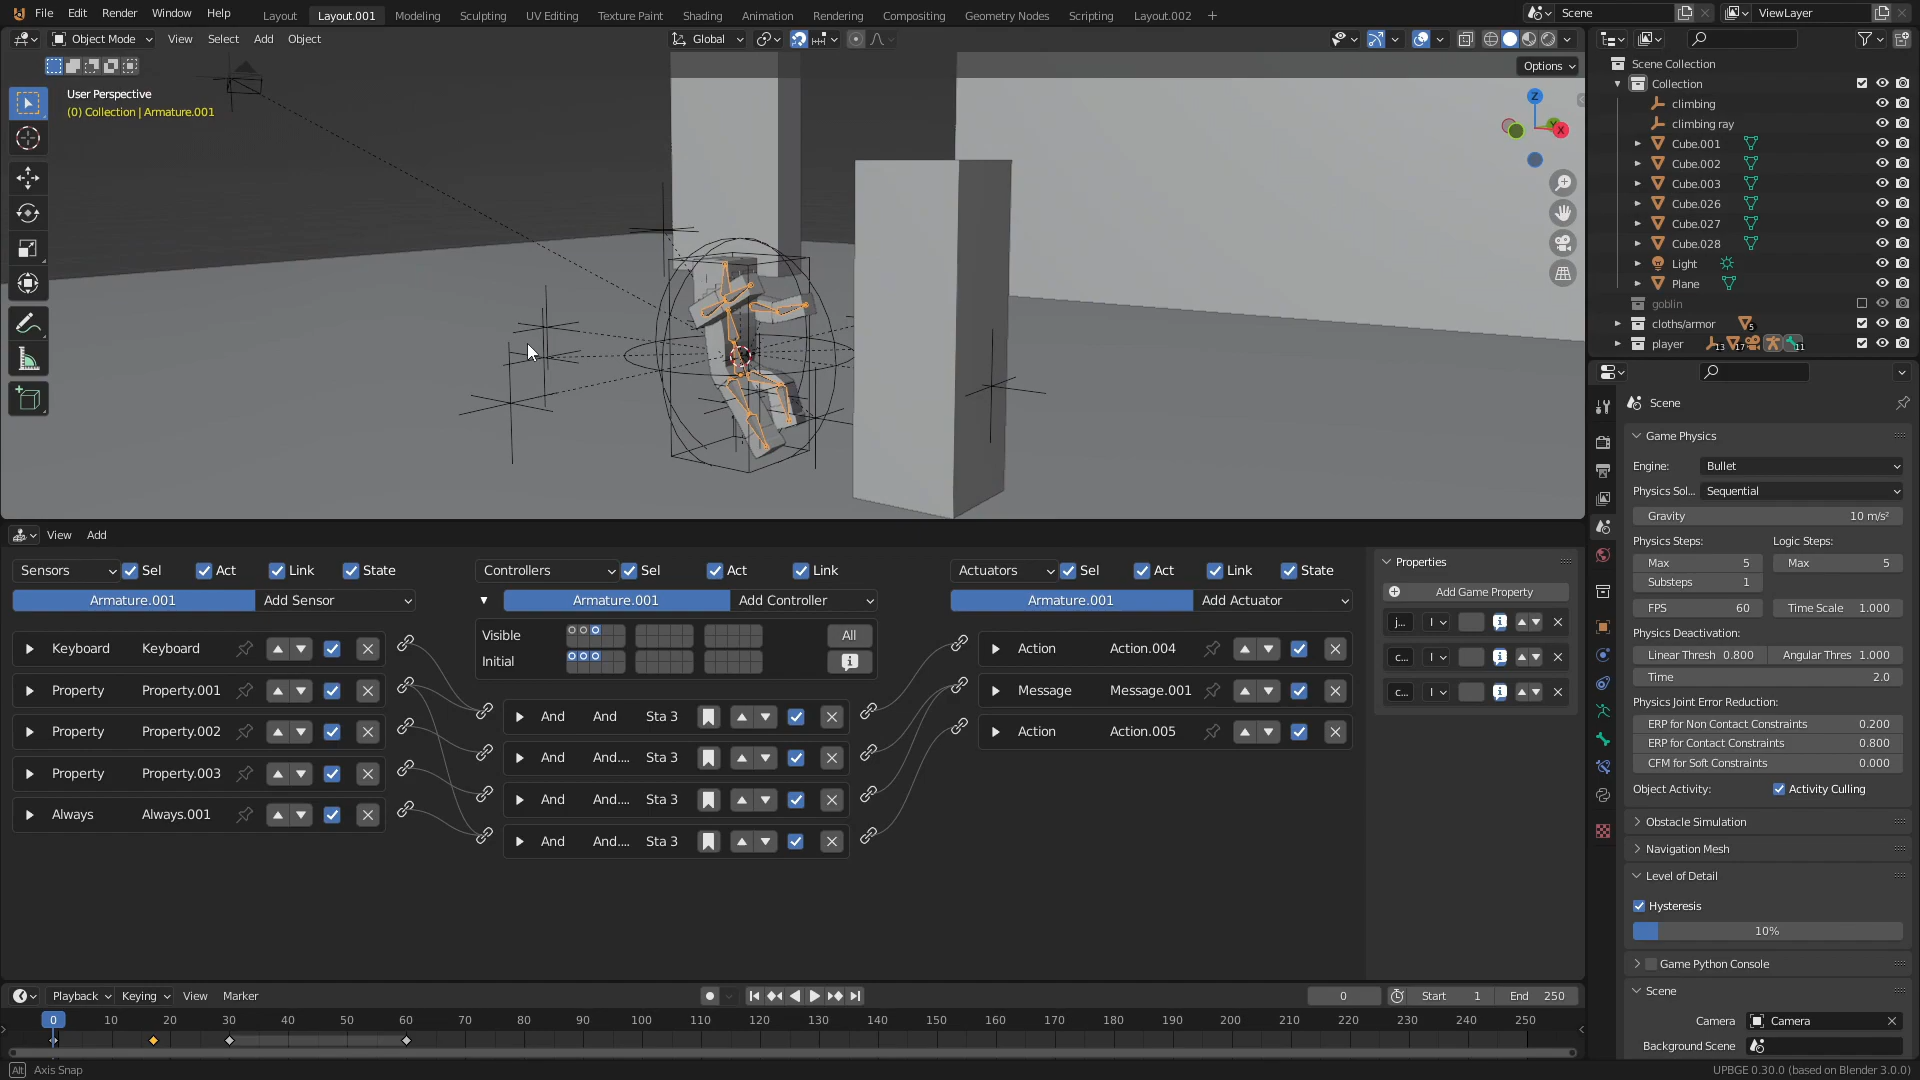 File Edit Render Window Help Layout Layout.001 Modeling Sculpting UV Editing Texture Paint Shading Animation Rendering Compositing Geometry Nodes Scripting Layout.002 Scene ViewLayer
Object Mode View Select Add Object Global
Options
User Perspective
(0) Collection | Armature.001
Z
Y
X
Scene Collection
Collection
climbing
climbing ray
Cube.001
Cube.002
Cube.003
Cube.026
Cube.027
Cube.028
Light
Plane
goblin
cloths/armor 5
player 13 17 11
Scene
Game Physics
Engine: Bullet
Physics Sol... Sequential
Gravity 10 m/s²
Physics Steps: Logic Steps:
Max 5 Max 5
Substeps 1
FPS 60 Time Scale 1.000
Physics Deactivation:
Linear Thresh 0.800 Angular Thres 1.000
Time 2.0
Physics Joint Error Reduction:
ERP for Non Contact Constraints 0.200
ERP for Contact Constraints 0.800
CFM for Soft Constraints 0.000
Object Activity: Activity Culling
Obstacle Simulation
Navigation Mesh
Level of Detail
Hysteresis
10%
Game Python Console
Scene
Camera Camera
Background Scene
View Add
Sensors Sel Act Link State
Armature.001 Add Sensor
Keyboard Keyboard
Property Property.001
Property Property.002
Property Property.003
Always Always.001
Controllers Sel Act Link
Armature.001 Add Controller
Visible All
Initial
And And Sta 3
And And.... Sta 3
And And.... Sta 3
And And.... Sta 3
Actuators Sel Act Link State
Armature.001 Add Actuator
Action Action.004
Message Message.001
Action Action.005
Properties
Add Game Property
j... I
c... I
c... I
Playback Keying View Marker 0 Start 1 End 250
0 10 20 30 40 50 60 70 80 90 100 110 120 130 140 150 160 170 180 190 200 210 220 230 240 250
Alt Axis Snap UPBGE 0.30.0 (based on Blender 3.0.0)